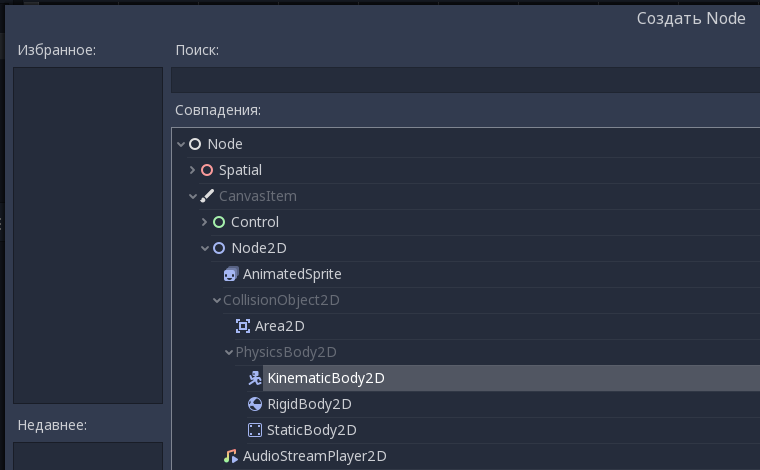 Создать Node
Избранное:
Поиск:
Совпадения:
Node
Spatial
CanvasItem
Control
Node2D
AnimatedSprite
CollisionObject2D
Area2D
PhysicsBody2D
KinematicBody2D
RigidBody2D
StaticBody2D
AudioStreamPlayer2D
Недавнее: